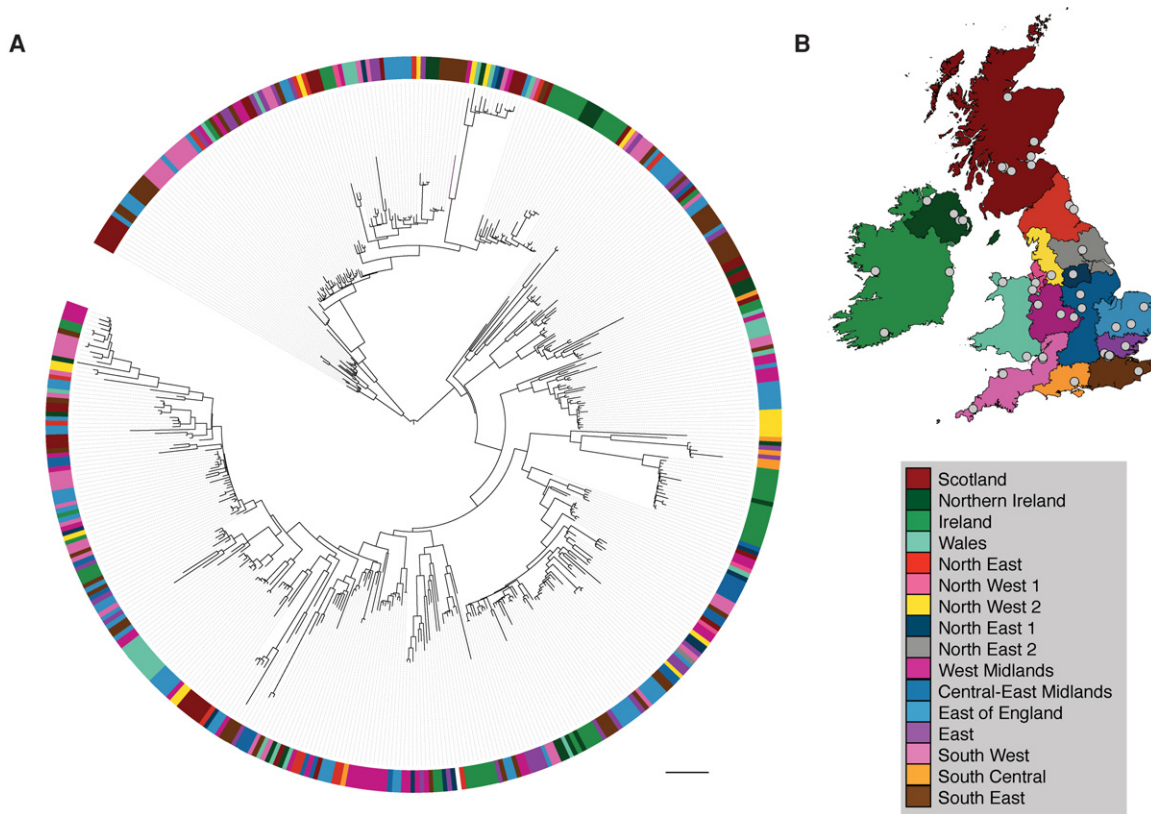 A
B
Scotland
Northern Ireland
Ireland
Wales
North East
North West 1
North West 2
North East 1
North East 2
West Midlands
Central-East Midlands
East of England
East
South West
South Central
South East